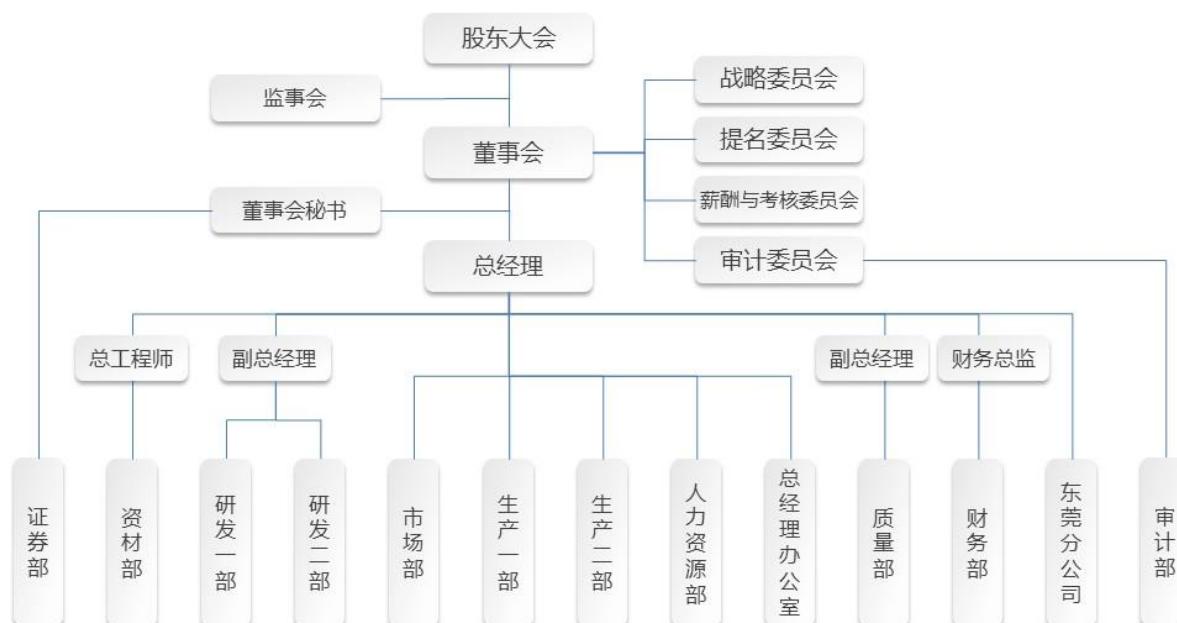 股东大会
监事会
战略委员会
董事会
提名委员会
董事会秘书
薪酬与考核委员会
总经理
审计委员会
总工程师
副总经理
副总经理
财务总监
证券部
资材部
研发一部
研发二部
市场部
生产一部
生产二部
人力资源部
总经理办公室
质量部
财务部
东莞分公司
审计部